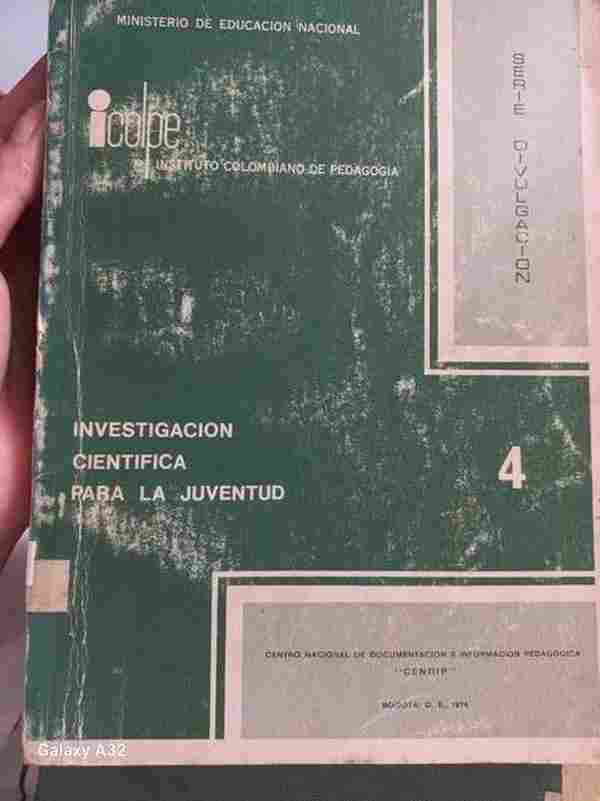 MINISTERIO DE EDUCACION NACIONAL
icolpe
INSTITUTO COLOMBIANO DE PEDAGOGIA
SERIE DIVULGACION
INVESTIGACION
CIENTIFICA
PARA LA JUVENTUD
4
CENTRO NACIONAL DE DOCUMENTACION E INFORMACION PEDAGOGICA
"CENDIP"
BOGOTA, D. E., 1974
Galaxy A32